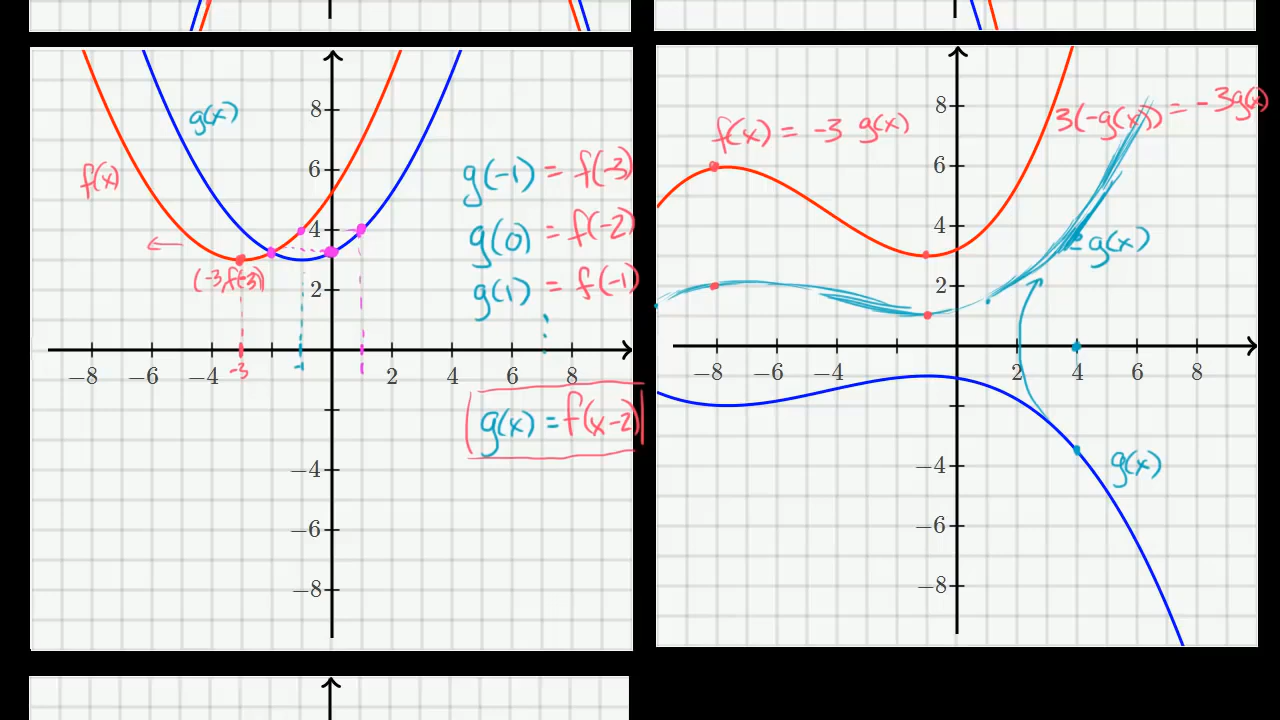 8
g(x)
6
f(x)
g(-1) = f(-3)
4
g(0) = f(-2)
(-3, f(-3))
g(1) = f(-1)
2
−8 −6 −4 2 4 6 8
-3 -1
g(x) = f(x-2)
−4
−6
−8
8
3(-g(x)) = -3g(x)
f(x) = -3 g(x)
6
4
-g(x)
−8 −6 −4 2 4 6 8
−4
g(x)
−6
−8